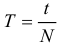 T = t/N